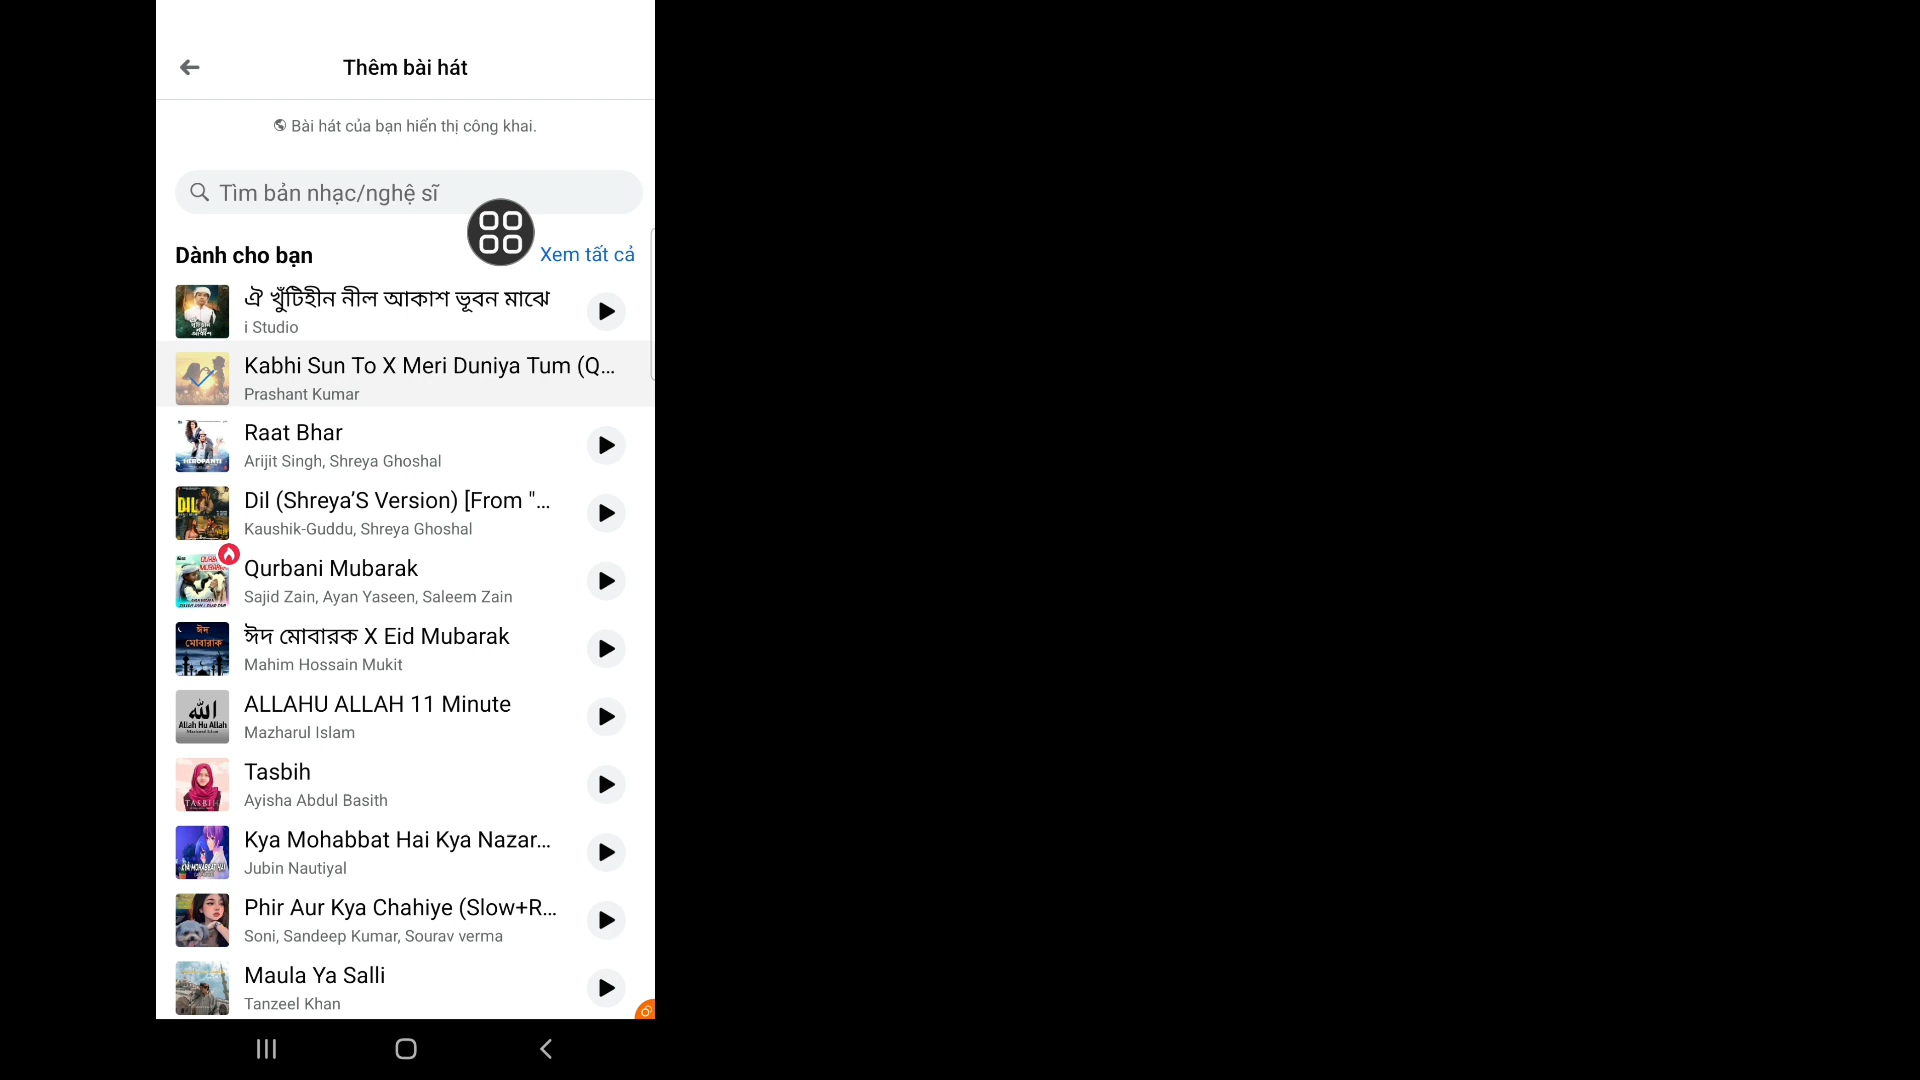 Thêm bài hát
Bài hát của bạn hiển thị công khai.
Tìm bản nhạc/nghệ sĩ
Dành cho bạn
Xem tất cả
ঐ খুঁটিহীন নীল আকাশ ভূবন মাঝে
i Studio
Kabhi Sun To X Meri Duniya Tum (Q...
Prashant Kumar
Raat Bhar
Arijit Singh, Shreya Ghoshal
Dil (Shreya’S Version) [From "...
Kaushik-Guddu, Shreya Ghoshal
Qurbani Mubarak
Sajid Zain, Ayan Yaseen, Saleem Zain
ঈদ মোবারক X Eid Mubarak
Mahim Hossain Mukit
ALLAHU ALLAH 11 Minute
Mazharul Islam
Tasbih
Ayisha Abdul Basith
Kya Mohabbat Hai Kya Nazar...
Jubin Nautiyal
Phir Aur Kya Chahiye (Slow+R...
Soni, Sandeep Kumar, Sourav verma
Maula Ya Salli
Tanzeel Khan